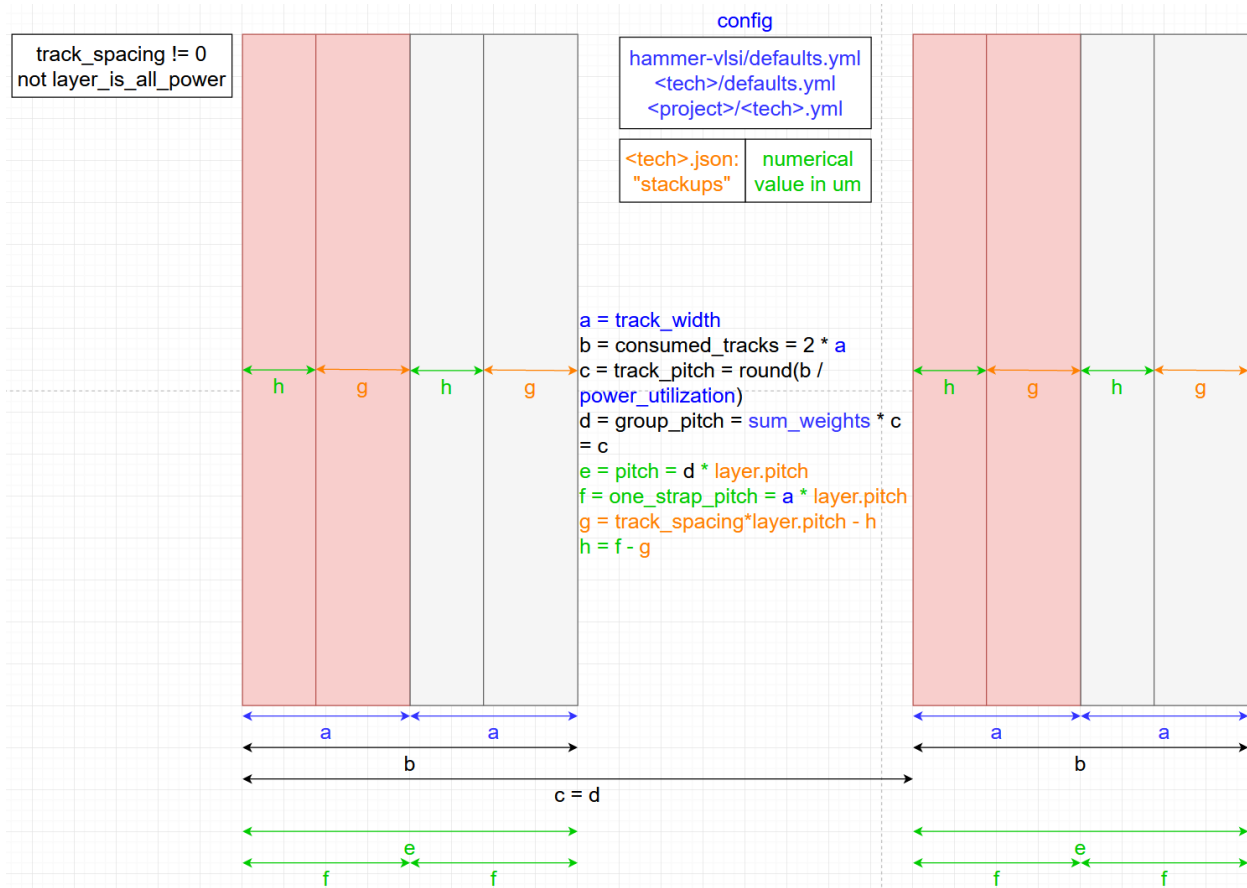 config
track_spacing != 0
not layer_is_all_power
hammer-vlsi/defaults.yml
<tech>/defaults.yml
<project>/<tech>.yml
<tech>.json:
"stackups"
numerical
value in um
a = track_width
b = consumed_tracks = 2 * a
c = track_pitch = round(b /
power_utilization)
d = group_pitch = sum_weights * c
= c
e = pitch = d * layer.pitch
f = one_strap_pitch = a * layer.pitch
g = track_spacing*layer.pitch - h
h = f - g
h g h g h g h g
a a a a
b b
c = d
e e
f f f f